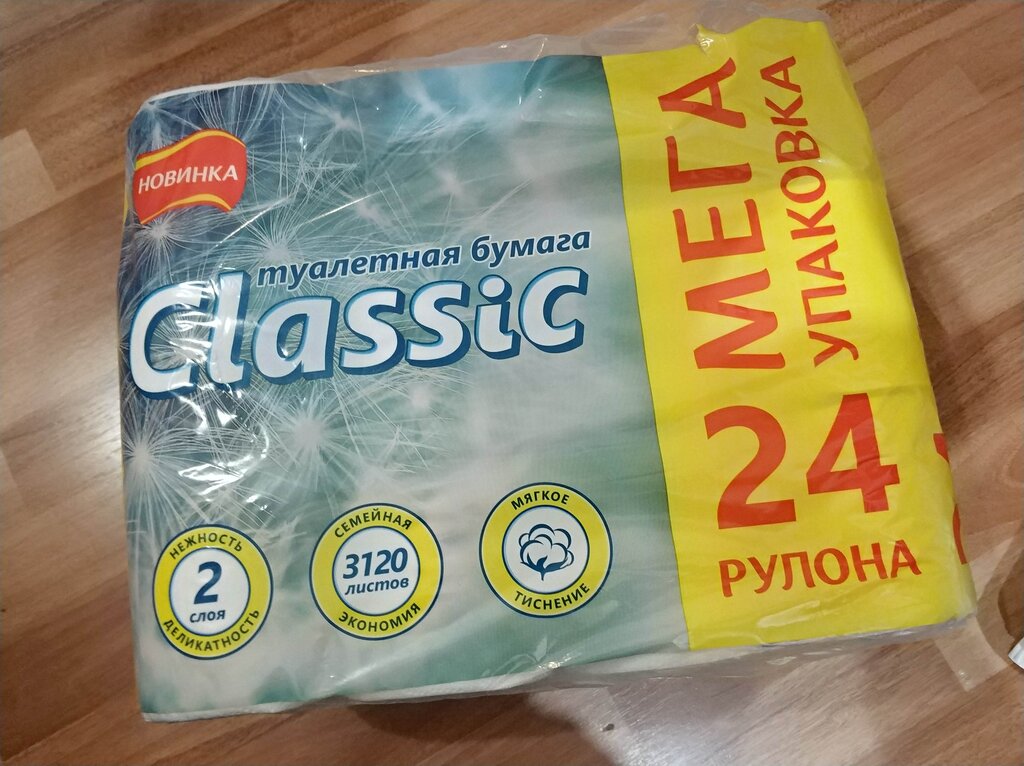 НОВИНКА
туалетная бумага
Classic
НЕЖНОСТЬ
2
слоя
ДЕЛИКАТНОСТЬ
СЕМЕЙНАЯ
3120
листов
ЭКОНОМИЯ
МЯГКОЕ
ТИСНЕНИЕ
МЕГА
УПАКОВКА
24
РУЛОНА